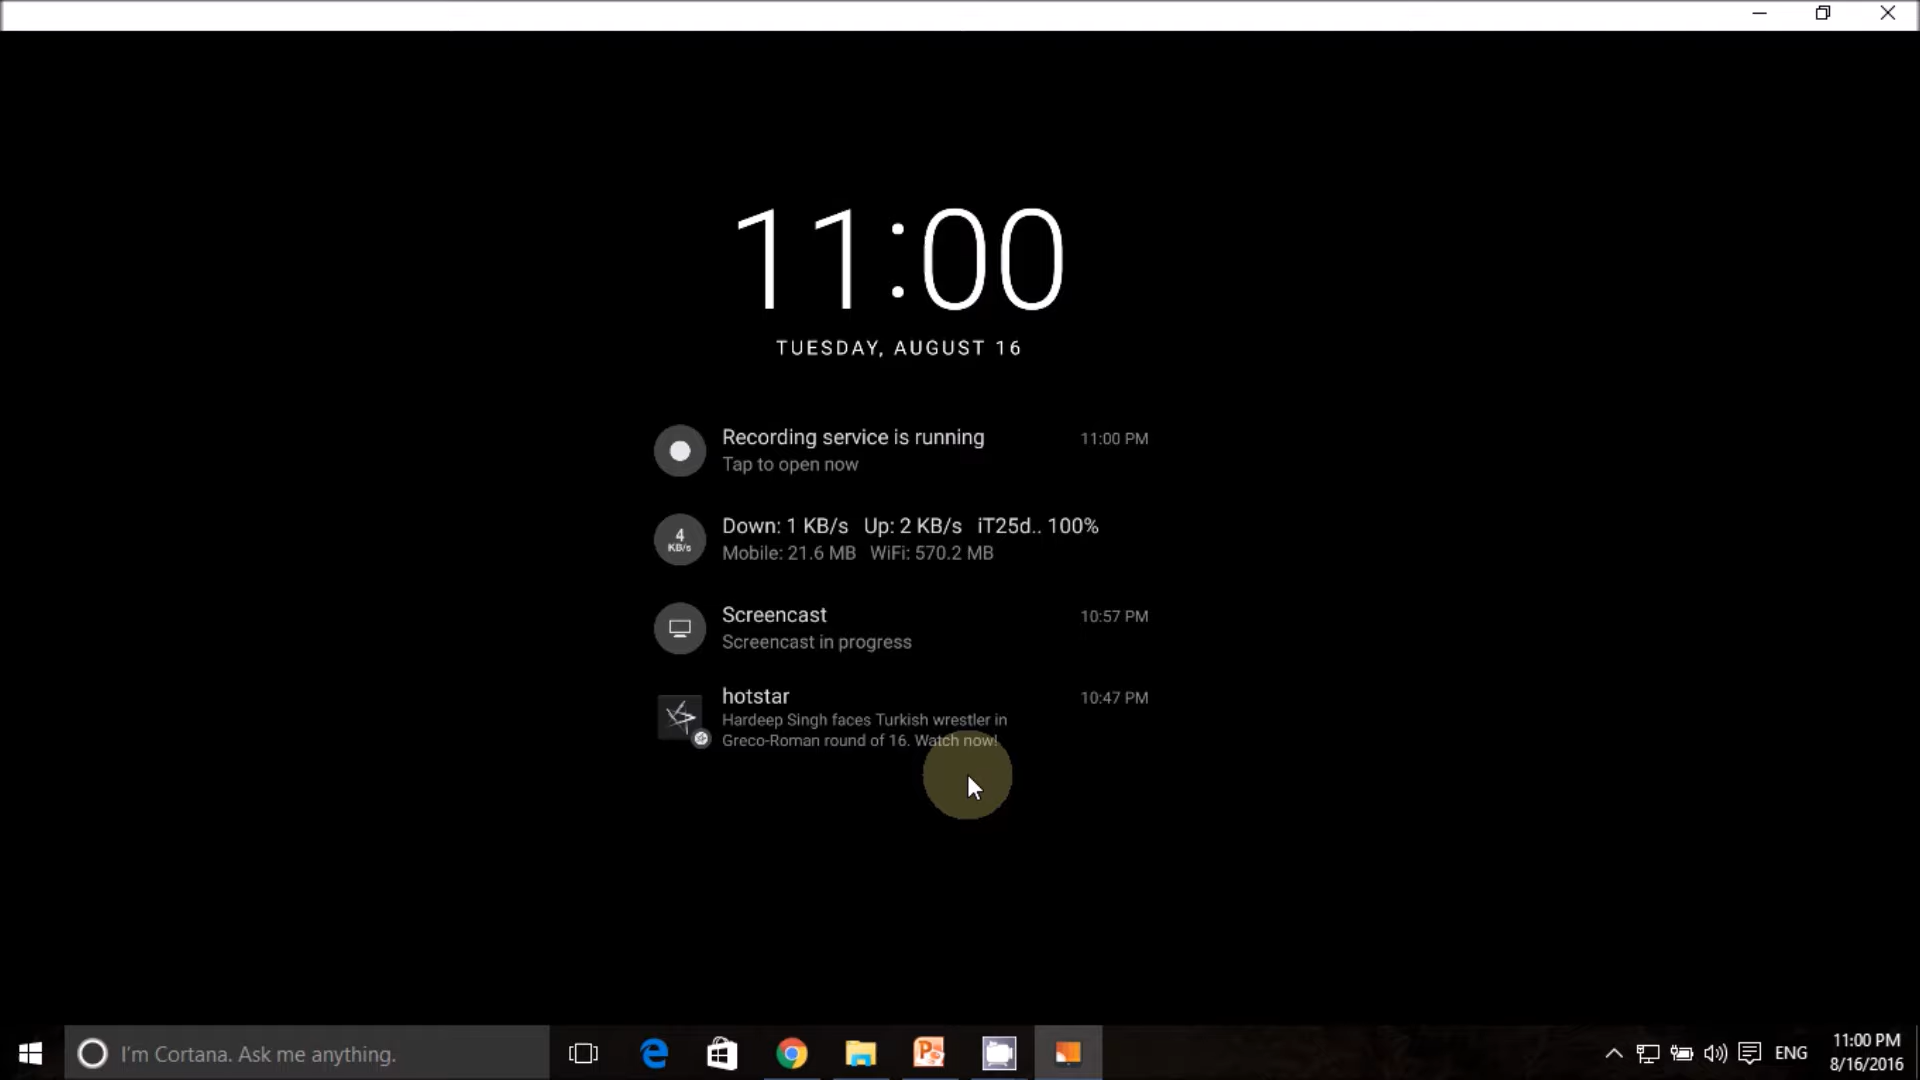 11:00
TUESDAY, AUGUST 16
Recording service is running 11:00 PM
Tap to open now
4
KB/s
Down: 1 KB/s Up: 2 KB/s iT25d.. 100%
Mobile: 21.6 MB WiFi: 570.2 MB
Screencast 10:57 PM
Screencast in progress
hotstar 10:47 PM
Hardeep Singh faces Turkish wrestler in
Greco-Roman round of 16. Watch now!
I'm Cortana. Ask me anything.
ENG
11:00 PM
8/16/2016